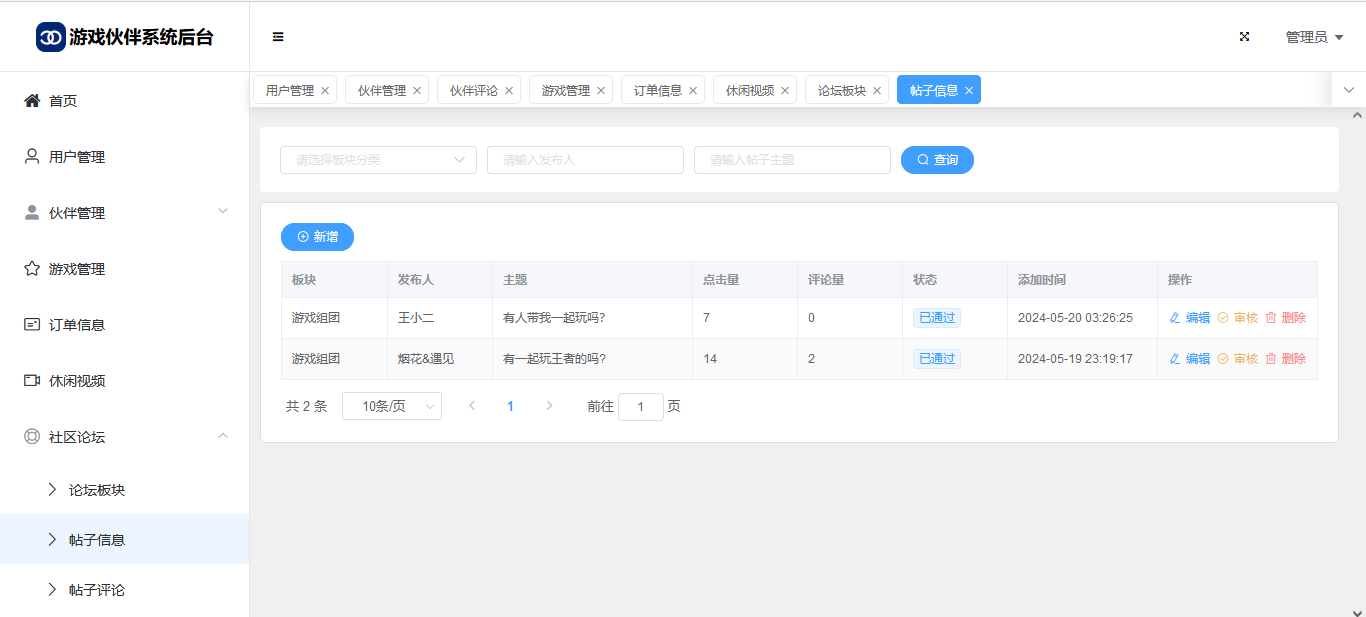 游戏伙伴系统后台
管理员
首页
用户管理
伙伴管理
游戏管理
订单信息
休闲视频
社区论坛
论坛板块
帖子信息
帖子评论
用户管理 伙伴管理 伙伴评论 游戏管理 订单信息 休闲视频 论坛板块 帖子信息
请选择板块分类 请输入发布人 请输入帖子主题 查询
新增
板块 发布人 主题 点击量 评论量 状态 添加时间 操作
游戏组团 王小二 有人带我一起玩吗? 7 0 已通过 2024-05-20 03:26:25 编辑 审核 删除
游戏组团 烟花&遇见 有一起玩王者的吗? 14 2 已通过 2024-05-19 23:19:17 编辑 审核 删除
共 2 条 10条/页 1 前往 1 页